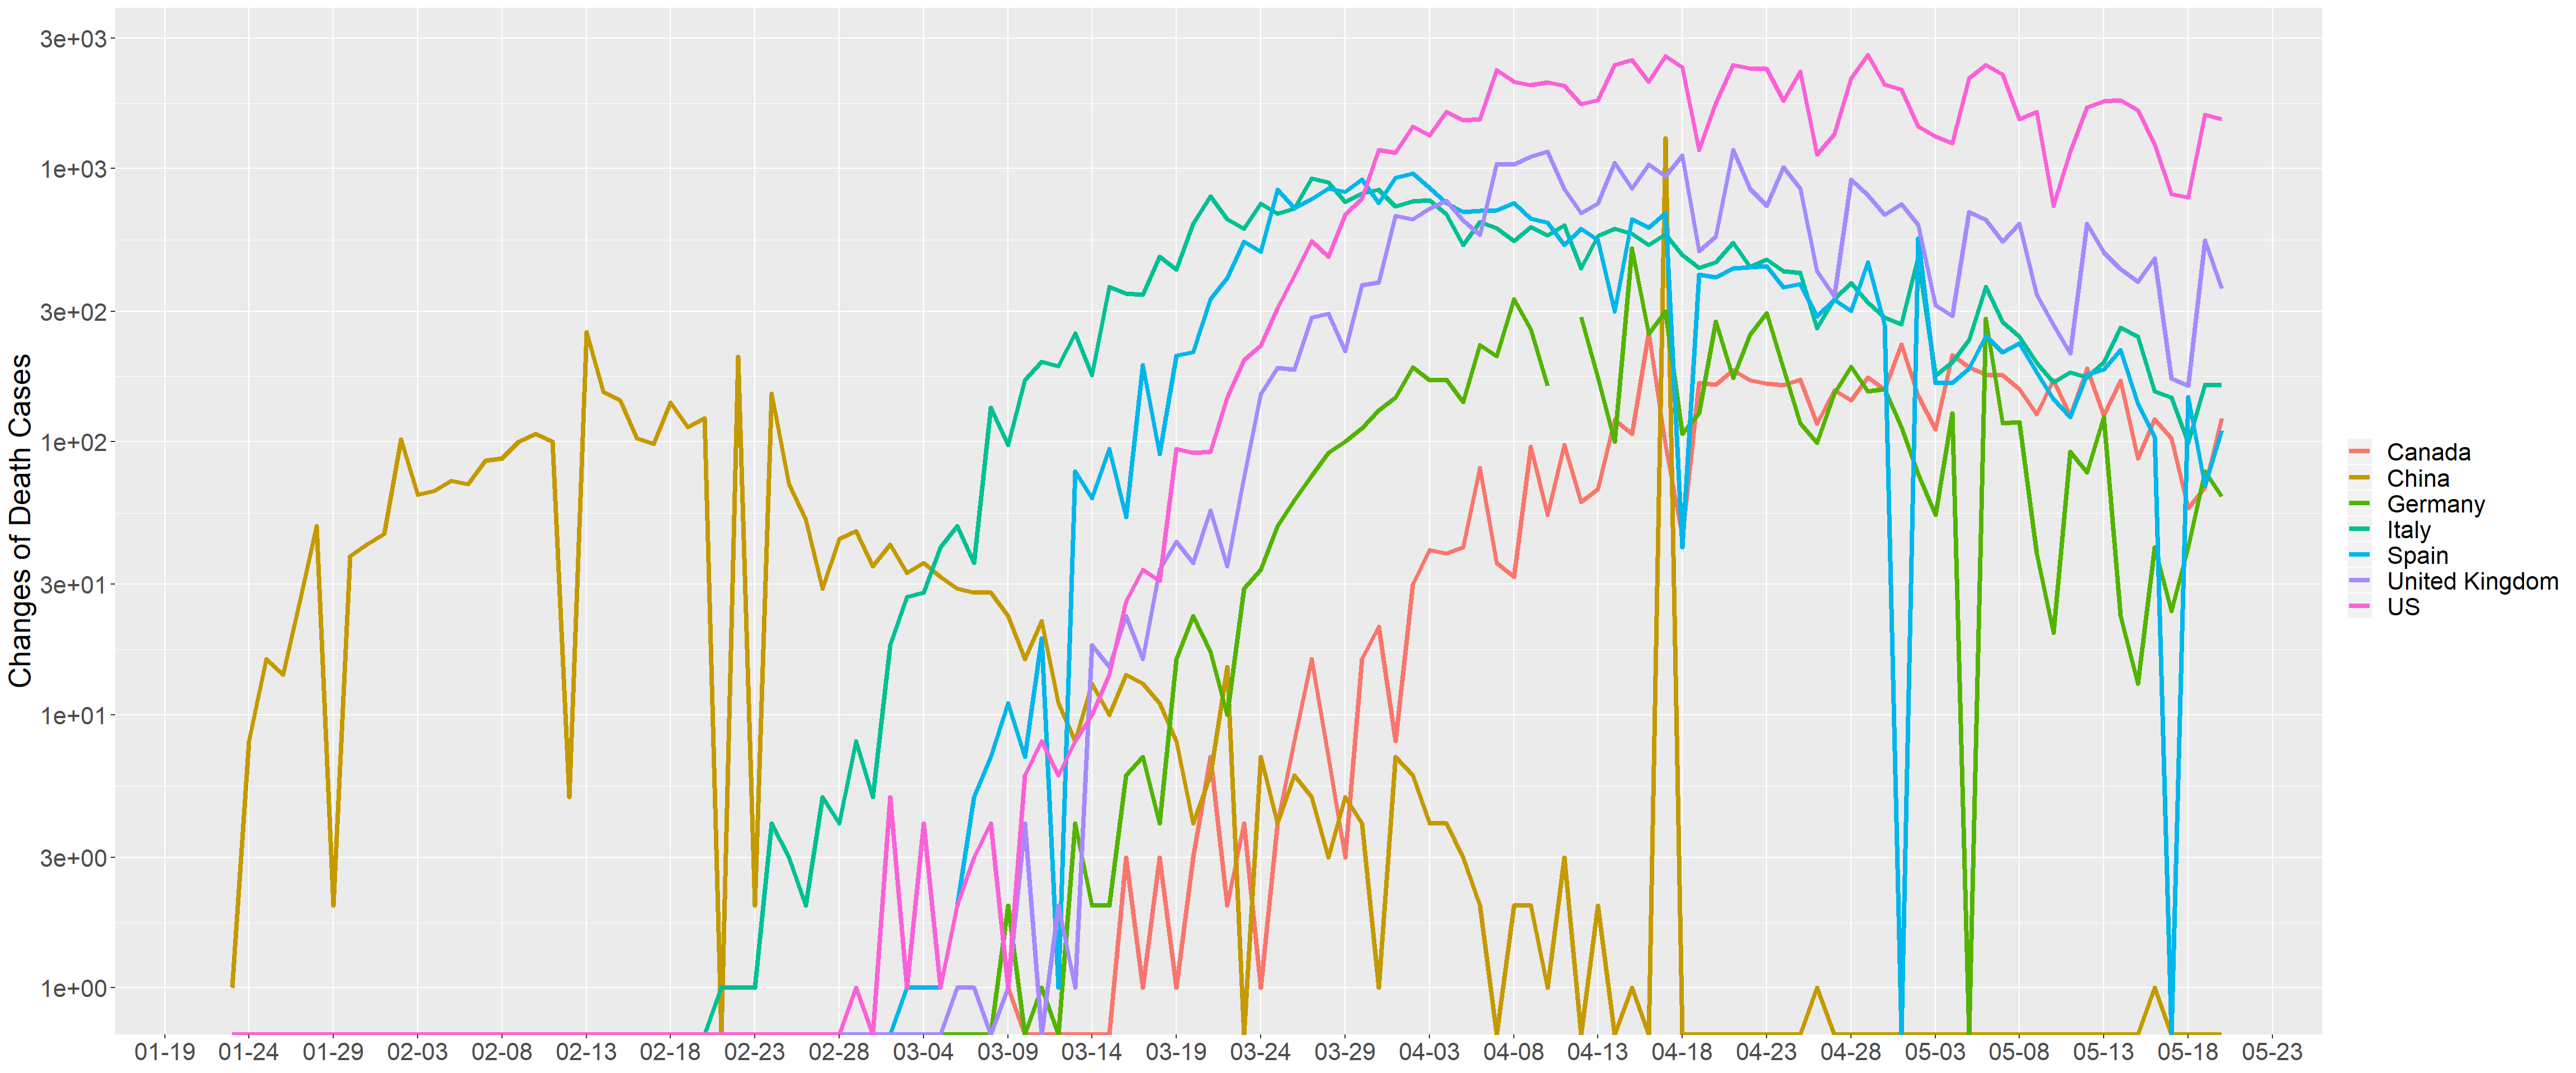 Changes of Death Cases
3e+03
1e+03
3e+02
1e+02
3e+01
1e+01
3e+00
1e+00
01-19 01-24 01-29 02-03 02-08 02-13 02-18 02-23 02-28 03-04 03-09 03-14 03-19 03-24 03-29 04-03 04-08 04-13 04-18 04-23 04-28 05-03 05-08 05-13 05-18 05-23
Canada
China
Germany
Italy
Spain
United Kingdom
US